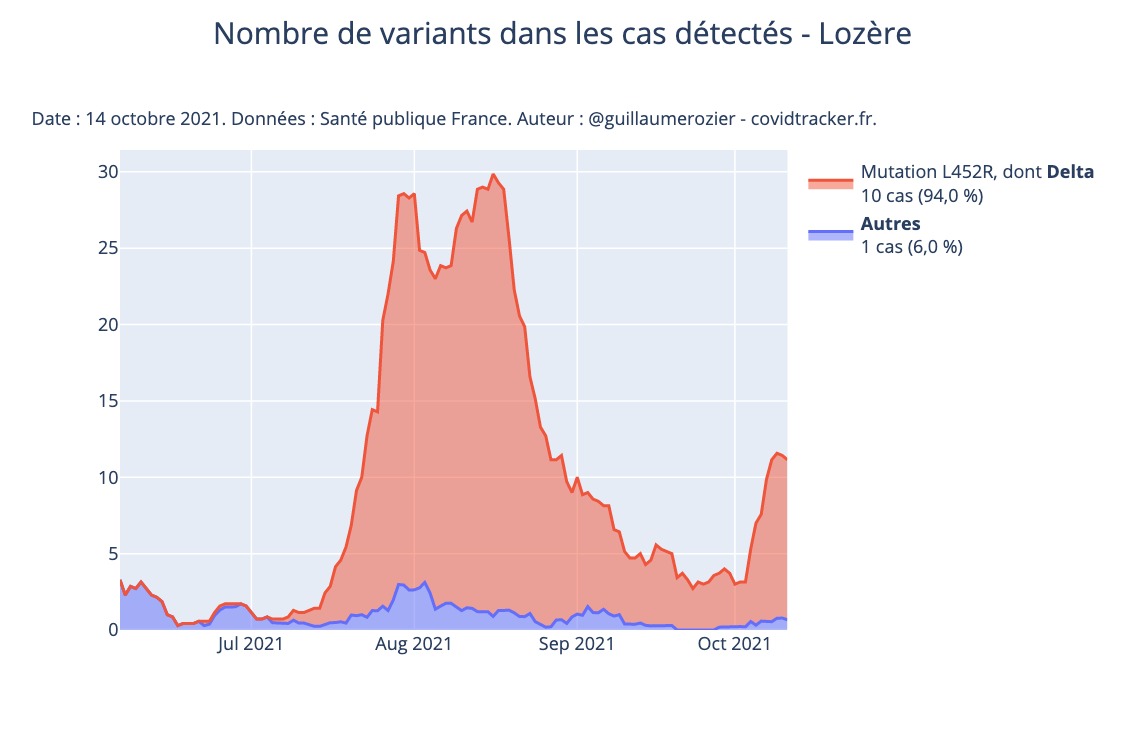 Nombre de variants dans les cas détectés - Lozère
Date : 14 octobre 2021. Données : Santé publique France. Auteur : @guillaumerozier - covidtracker.fr.
Mutation L452R, dont Delta
10 cas (94,0 %)
Autres
1 cas (6,0 %)
30
25
20
15
10
5
0
Jul 2021
Aug 2021
Sep 2021
Oct 2021